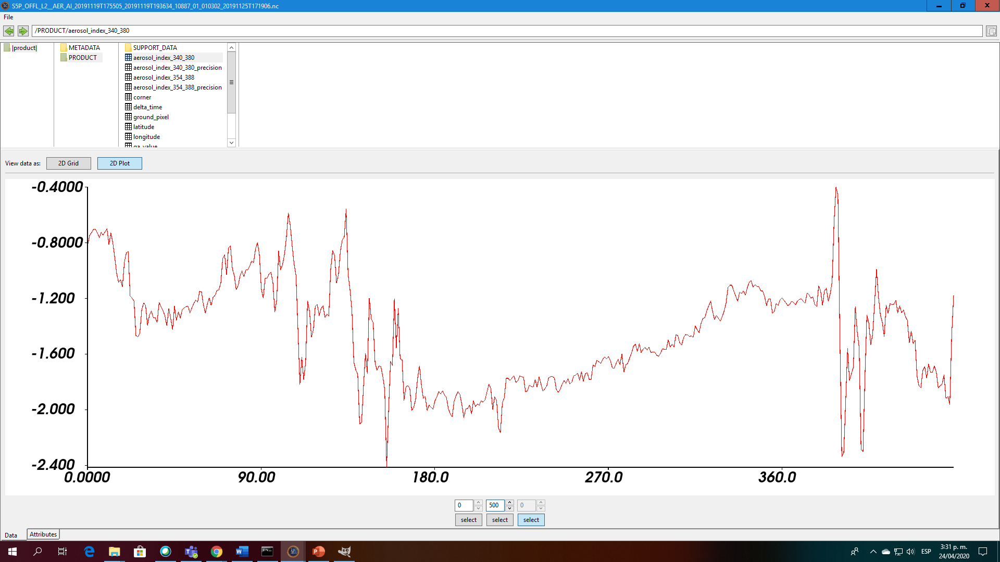 S5P_OFFL_L2__AER_AI_20191119T175505_20191119T193634_10887_01_010302_20191125T171906.nc
File
/PRODUCT/aerosol_index_340_380
|product|
METADATA
PRODUCT
SUPPORT_DATA
aerosol_index_340_380
aerosol_index_340_380_precision
aerosol_index_354_388
aerosol_index_354_388_precision
corner
delta_time
ground_pixel
latitude
longitude
qa_value
View data as:
2D Grid
2D Plot
-0.4000
-0.8000
-1.200
-1.600
-2.000
-2.400
0.0000
90.00
180.0
270.0
360.0
0
500
0
select
select
select
Data
Attributes
ESP
3:31 p. m.
24/04/2020